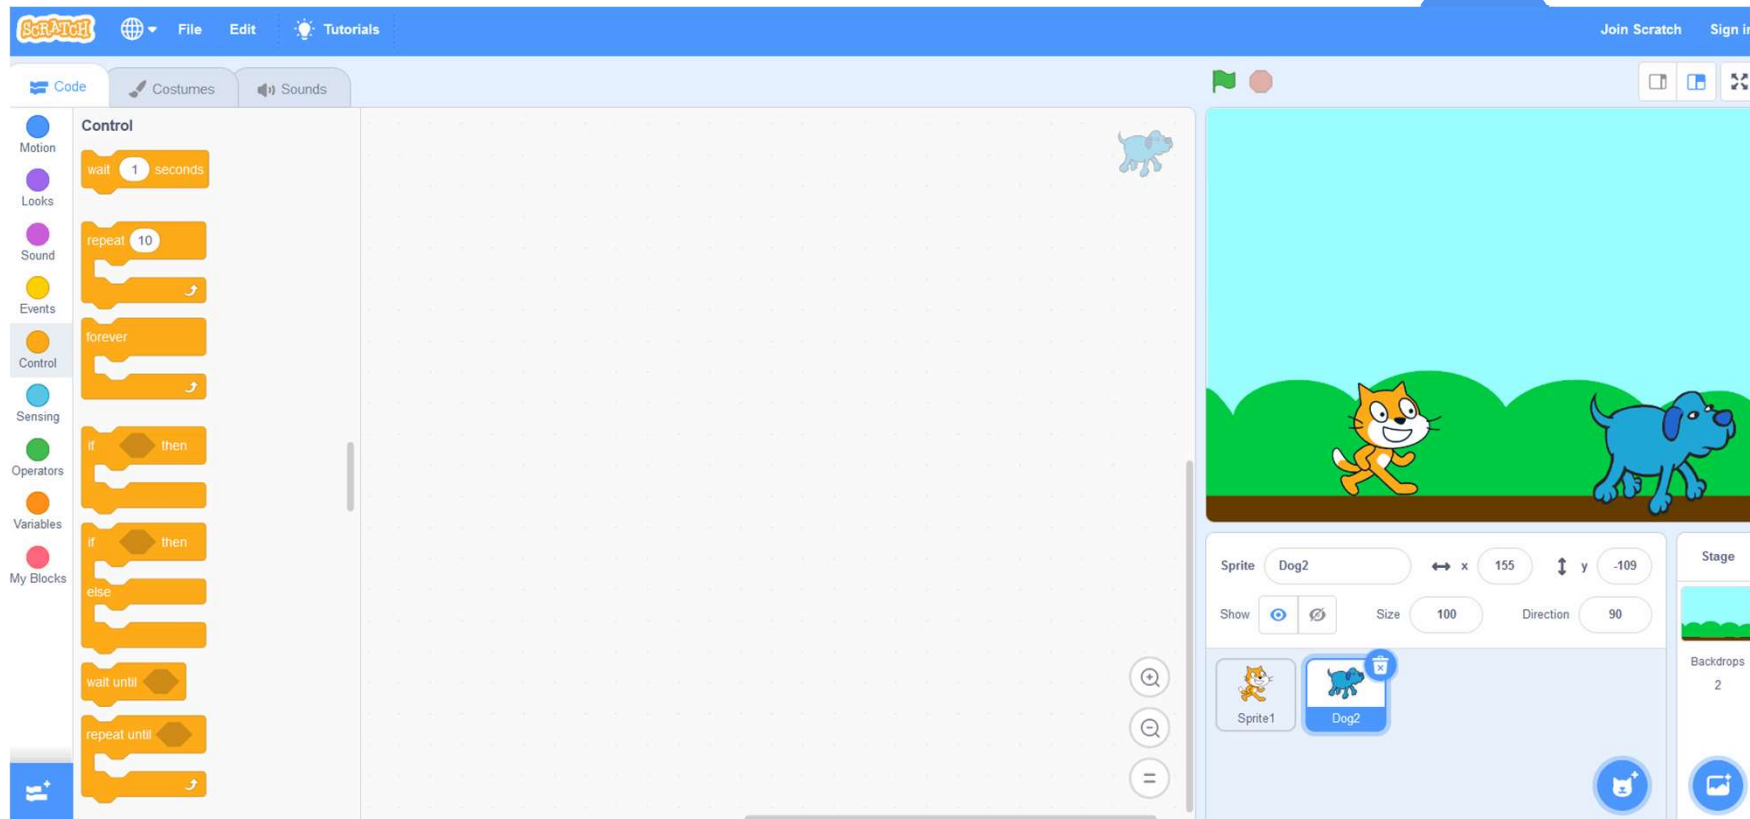 SCRATCH File Edit Tutorials Join Scratch
Code Costumes Sounds
Motion
Looks
Sound
Events
Control
Sensing
Operators
Variables
My Blocks
Control
wait 1 seconds
repeat 10
forever
if then
if then
else
wait until
repeat until
Sprite Dog2 x 155 y -109
Show Size 100 Direction 90
Sprite1 Dog2
Stage
Backdrops
2